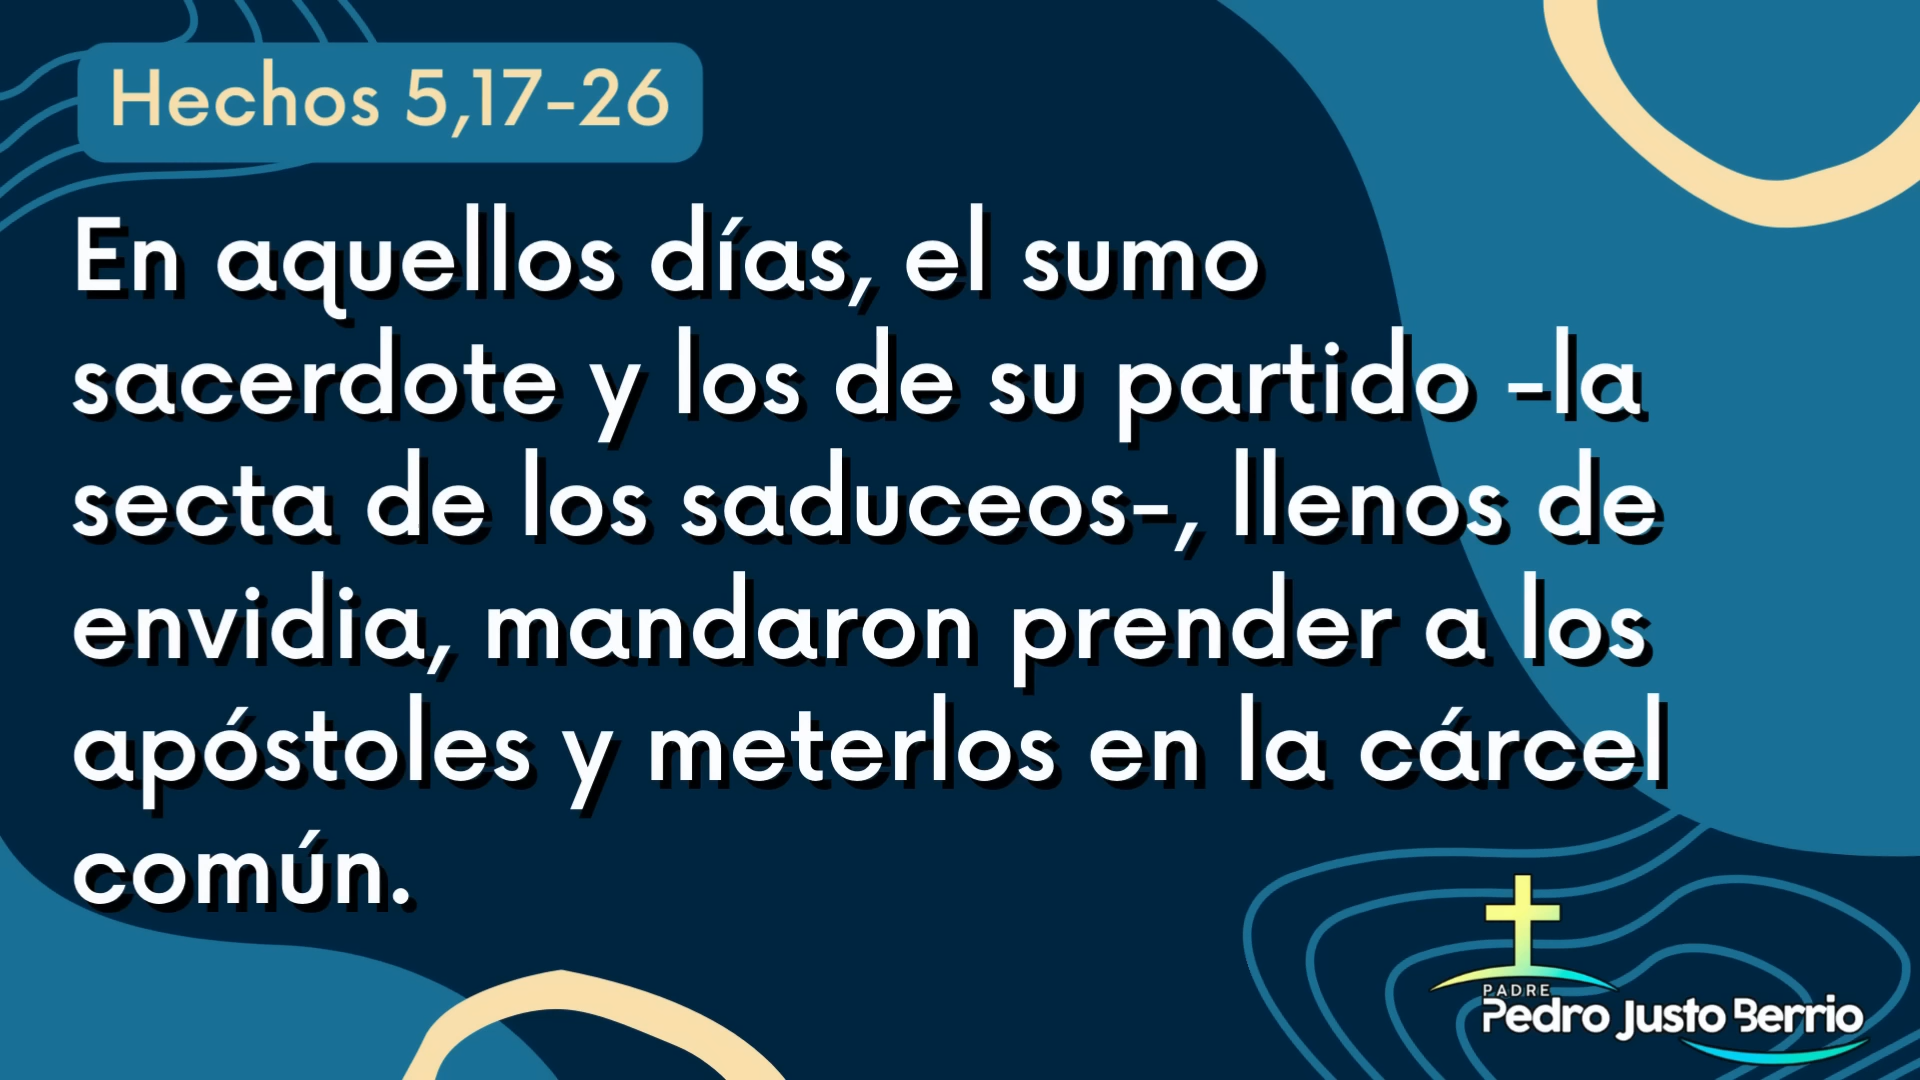 Hechos 5,17-26
En aquellos días, el sumo
sacerdote y los de su partido -la
secta de los saduceos-, llenos de
envidia, mandaron prender a los
apóstoles y meterlos en la cárcel
común.
PADRE
Pedro Justo Berrio